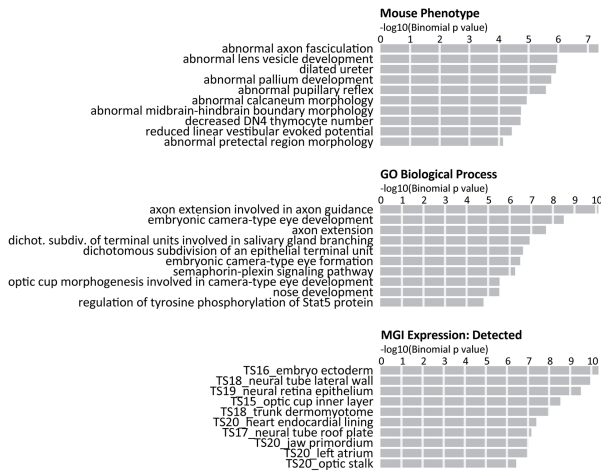 Mouse Phenotype
-log10(Binomial p value)
0 1 2 3 4 5 6 7
abnormal axon fasciculation
abnormal lens vesicle development
dilated ureter
abnormal pallium development
abnormal pupillary reflex
abnormal calcaneum morphology
abnormal midbrain-hindbrain boundary morphology
decreased DN4 thymocyte number
reduced linear vestibular evoked potential
abnormal pretectal region morphology
GO Biological Process
-log10(Binomial p value)
0 1 2 3 4 5 6 7 8 9 10
axon extension involved in axon guidance
embryonic camera-type eye development
axon extension
dichot. subdiv. of terminal units involved in salivary gland branching
dichotomous subdivision of an epithelial terminal unit
embryonic camera-type eye formation
semaphorin-plexin signaling pathway
optic cup morphogenesis involved in camera-type eye development
nose development
regulation of tyrosine phosphorylation of Stat5 protein
MGI Expression: Detected
-log10(Binomial p value)
0 1 2 3 4 5 6 7 8 9 10
TS16_embryo ectoderm
TS18_neural tube lateral wall
TS19_neural retina epithelium
TS15_optic cup inner layer
TS18_trunk dermomyotome
TS20_heart endocardial lining
TS17_neural tube roof plate
TS20_jaw primordium
TS20_left atrium
TS20_optic stalk